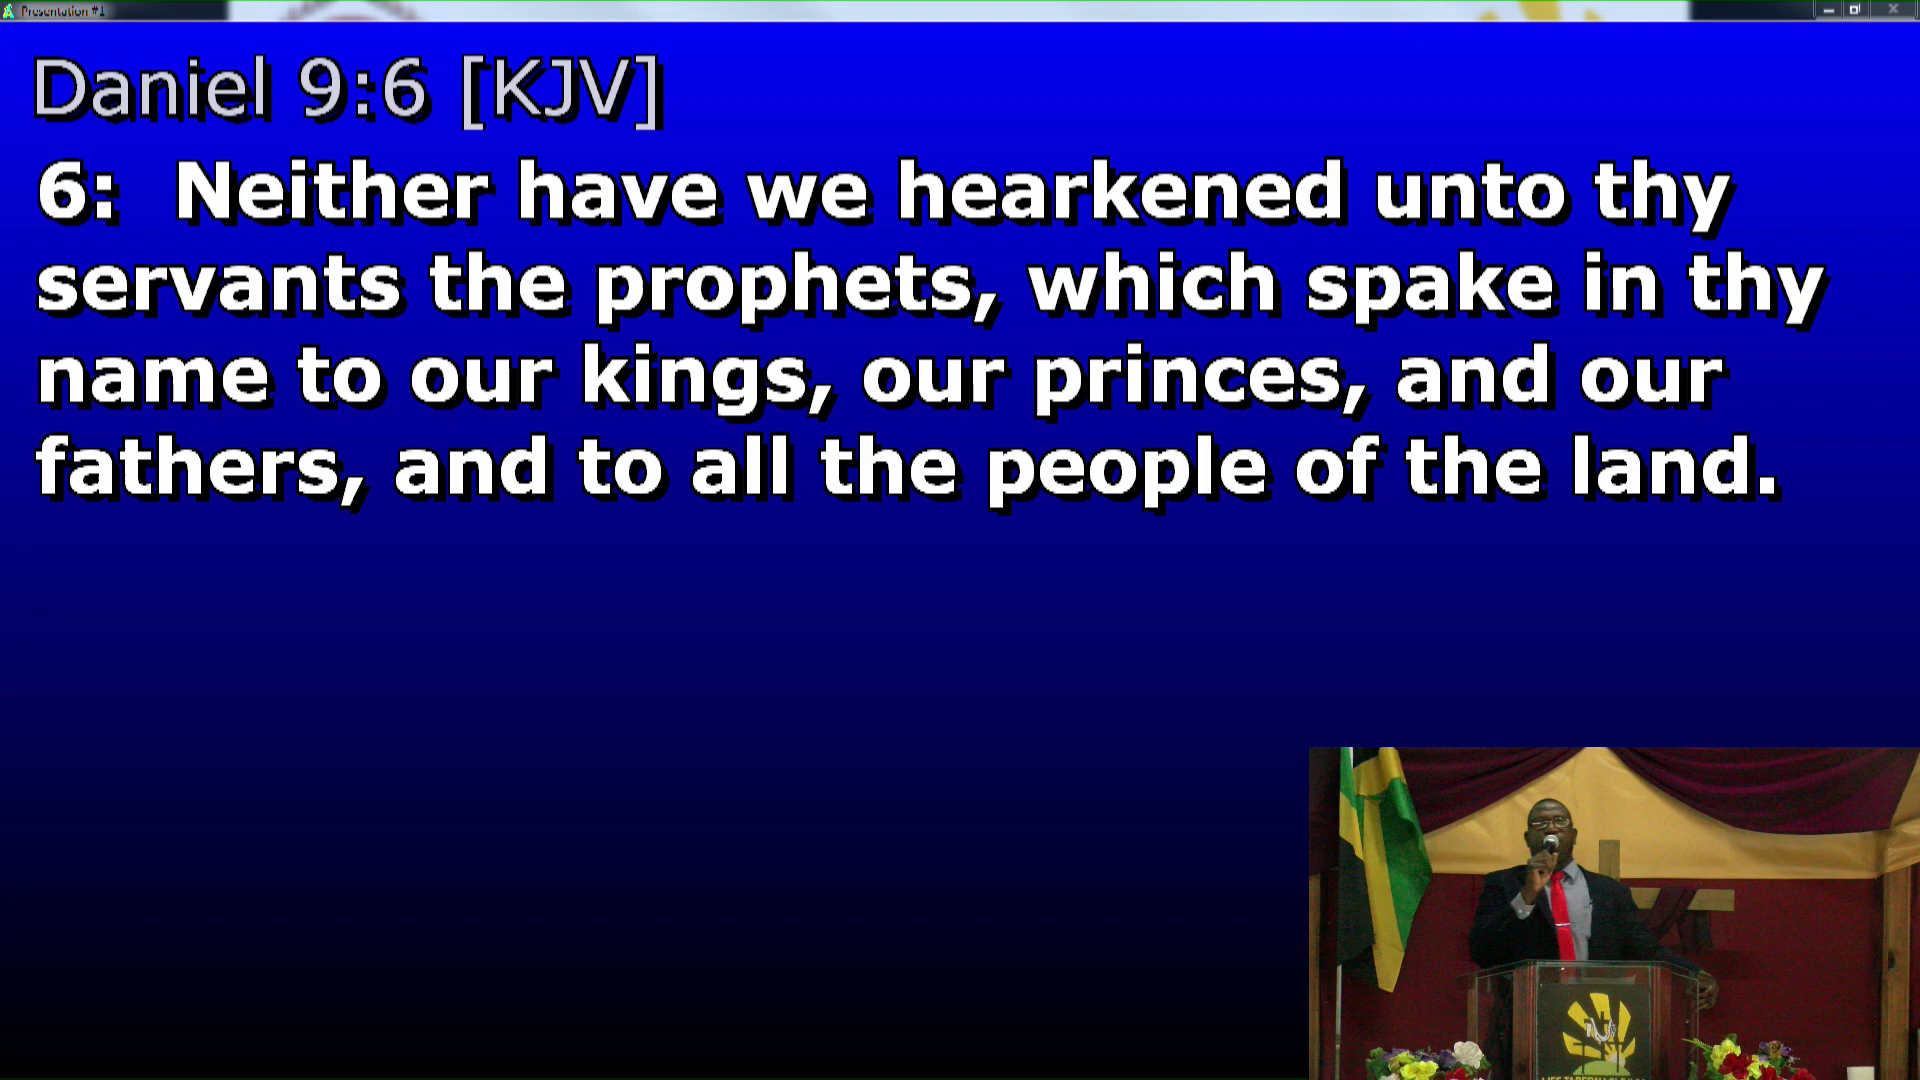 Presentation #1
Daniel 9:6 [KJV]
6: Neither have we hearkened unto thy
servants the prophets, which spake in thy
name to our kings, our princes, and our
fathers, and to all the people of the land.